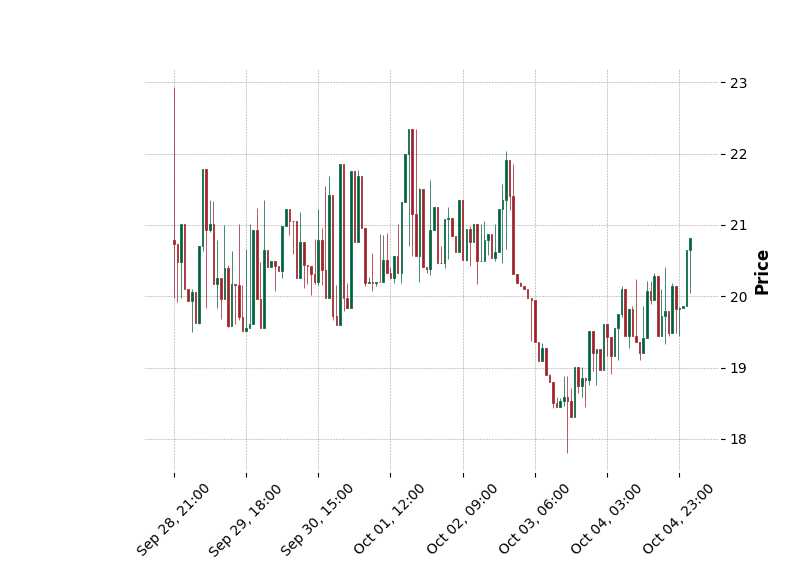 23
22
21
20
19
18
Price
Sep 28, 21:00
Sep 29, 18:00
Sep 30, 15:00
Oct 01, 12:00
Oct 02, 09:00
Oct 03, 06:00
Oct 04, 03:00
Oct 04, 23:00